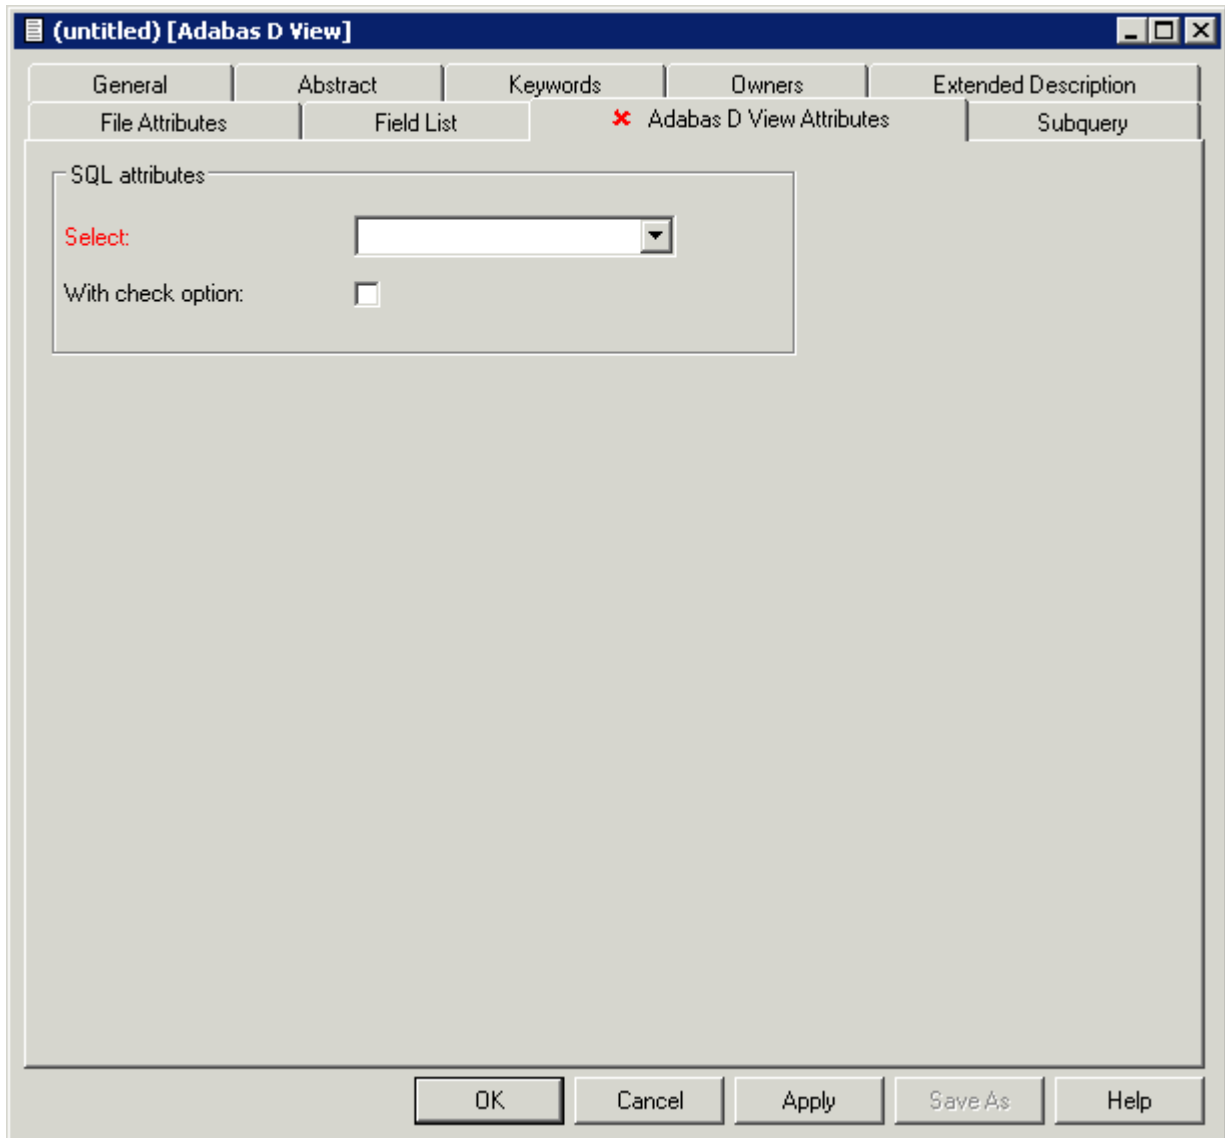 (untitled) [Adabas D View]
General Abstract Keywords Owners Extended Description
File Attributes Field List Adabas D View Attributes Subquery
SQL attributes
Select:
With check option:
OK Cancel Apply Save As Help